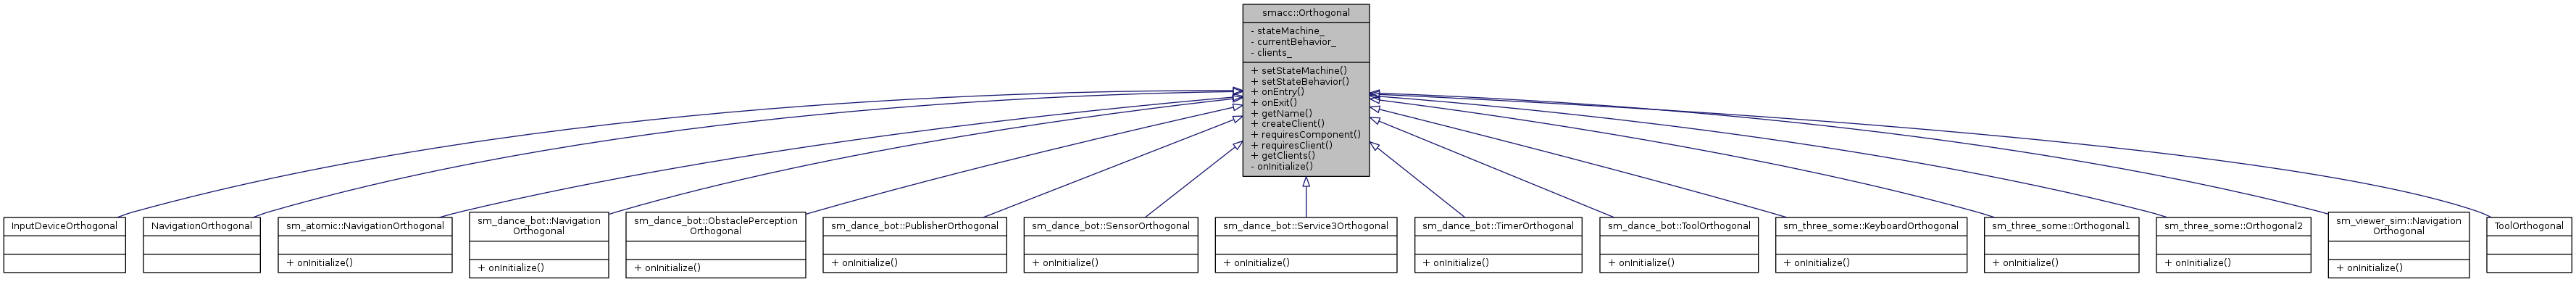 smacc::Orthogonal
- stateMachine_
- currentBehavior_
- clients_
+ setStateMachine()
+ setStateBehavior()
+ onEntry()
+ onExit()
+ getName()
+ createClient()
+ requiresComponent()
+ requiresClient()
+ getClients()
- onInitialize()
InputDeviceOrthogonal
NavigationOrthogonal
sm_atomic::NavigationOrthogonal
+ onInitialize()
sm_dance_bot::Navigation
Orthogonal
+ onInitialize()
sm_dance_bot::ObstaclePerception
Orthogonal
+ onInitialize()
sm_dance_bot::PublisherOrthogonal
+ onInitialize()
sm_dance_bot::SensorOrthogonal
+ onInitialize()
sm_dance_bot::Service3Orthogonal
+ onInitialize()
sm_dance_bot::TimerOrthogonal
+ onInitialize()
sm_dance_bot::ToolOrthogonal
+ onInitialize()
sm_three_some::KeyboardOrthogonal
+ onInitialize()
sm_three_some::Orthogonal1
+ onInitialize()
sm_three_some::Orthogonal2
+ onInitialize()
sm_viewer_sim::Navigation
Orthogonal
+ onInitialize()
ToolOrthogonal